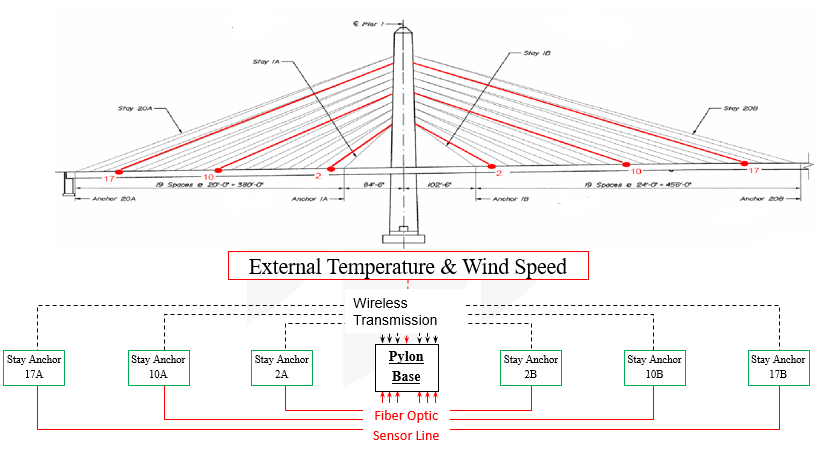 ℄ Pier 1
Stay 1A
Stay 1B
Stay 20A
Stay 20B
17
10
2
2
10
17
19 Spaces @ 20'-0" = 380'-0"
84'-6"
102'-6"
19 Spaces @ 24'-0" = 456'-0"
Anchor 20A
Anchor 1A
Anchor 1B
Anchor 20B
External Temperature & Wind Speed
Wireless
Transmission
Stay Anchor
17A
Stay Anchor
10A
Stay Anchor
2A
Pylon
Base
Stay Anchor
2B
Stay Anchor
10B
Stay Anchor
17B
Fiber Optic
Sensor Line